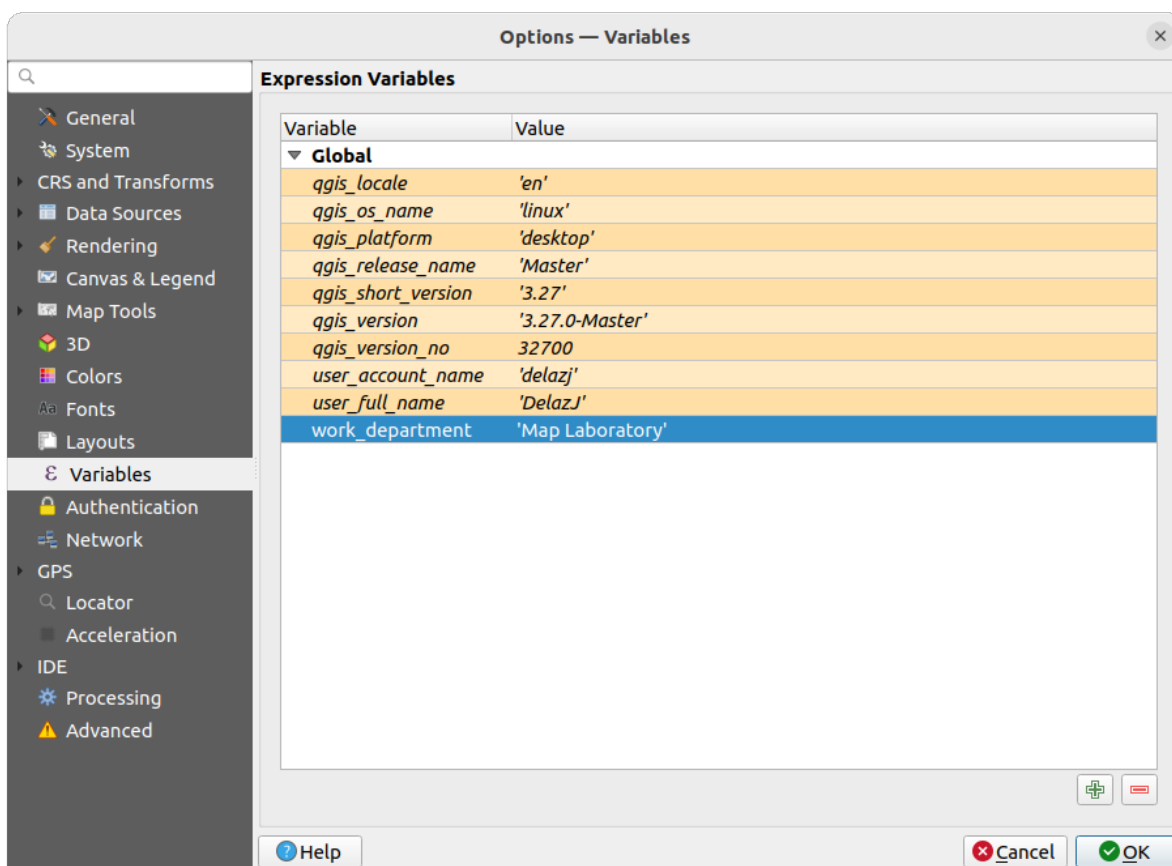 Options — Variables
Expression Variables
General
System
CRS and Transforms
Data Sources
Rendering
Canvas & Legend
Map Tools
3D
Colors
Aa Fonts
Layouts
ε Variables
Authentication
Network
GPS
Locator
Acceleration
IDE
Processing
Advanced
Variable Value
Global
qgis_locale 'en'
qgis_os_name 'linux'
qgis_platform 'desktop'
qgis_release_name 'Master'
qgis_short_version '3.27'
qgis_version '3.27.0-Master'
qgis_version_no 32700
user_account_name 'delazj'
user_full_name 'DelazJ'
work_department 'Map Laboratory'
? Help
Cancel
OK